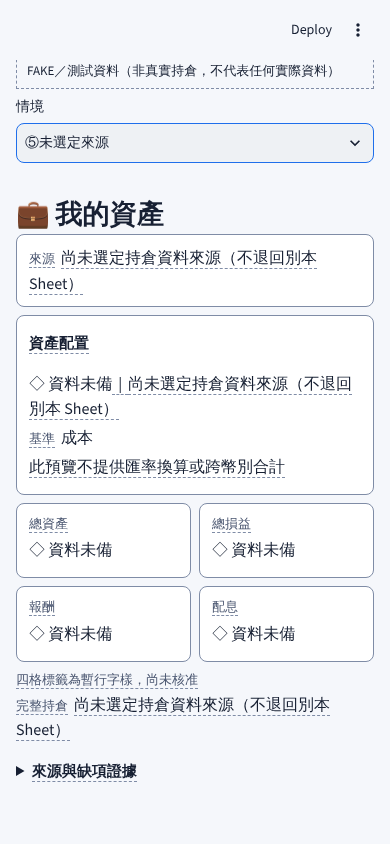 Deploy
FAKE／測試資料（非真實持倉，不代表任何實際資料）
情境
⑤未選定來源
💼 我的資產
來源 尚未選定持倉資料來源（不退回別本
Sheet）
資產配置
◇ 資料未備｜尚未選定持倉資料來源（不退回
別本 Sheet）
基準 成本
此預覽不提供匯率換算或跨幣別合計
總資產
◇ 資料未備
總損益
◇ 資料未備
報酬
◇ 資料未備
配息
◇ 資料未備
四格標籤為暫行字樣，尚未核准
完整持倉 尚未選定持倉資料來源（不退回別本
Sheet）
來源與缺項證據